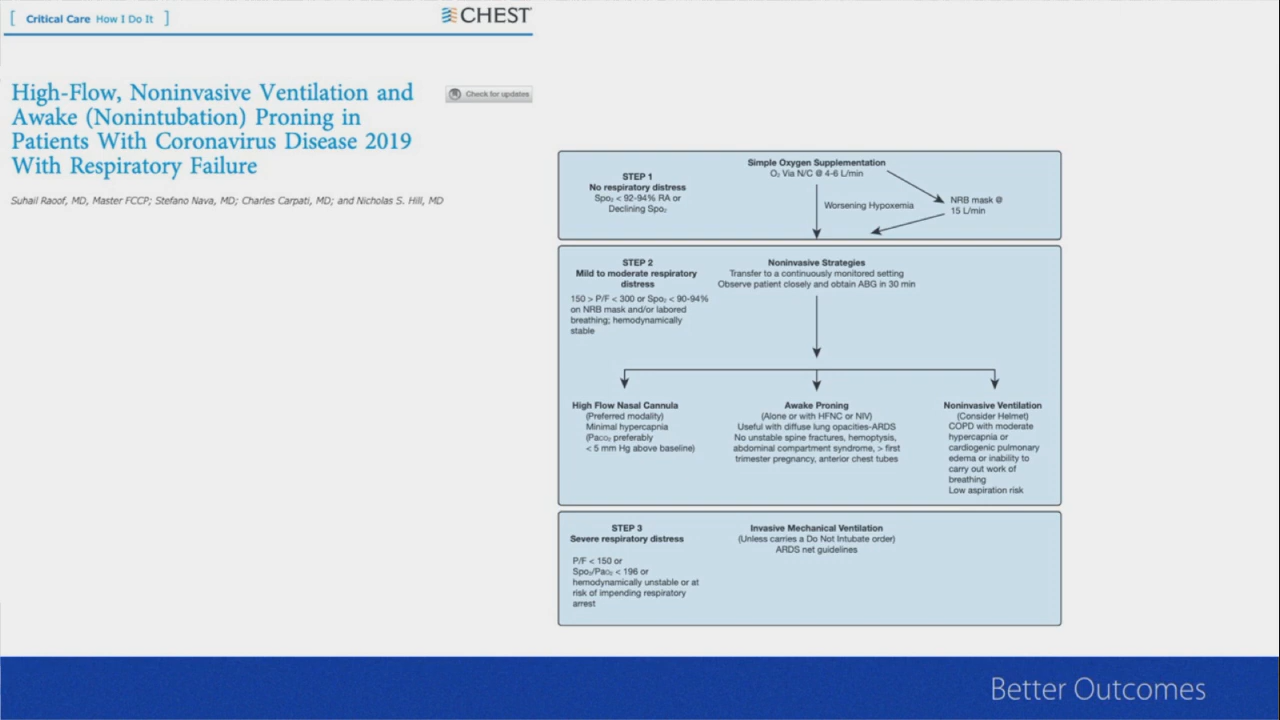 [ Critical Care How I Do It ]
CHEST
High-Flow, Noninvasive Ventilation and
Awake (Nonintubation) Proning in
Patients With Coronavirus Disease 2019
With Respiratory Failure
Check for updates
Suhail Raoof, MD, Master FCCP; Stefano Nava, MD; Charles Carpati, MD; and Nicholas S. Hill, MD
STEP 1
No respiratory distress
Spo₂ < 92-94% RA or
Declining Spo₂
Simple Oxygen Supplementation
O₂ Via N/C @ 4-6 L/min
Worsening Hypoxemia
NRB mask @
15 L/min
STEP 2
Mild to moderate respiratory
distress
150 > P/F < 300 or Spo₂ < 90-94%
on NRB mask and/or labored
breathing; hemodynamically
stable
Noninvasive Strategies
Transfer to a continuously monitored setting
Observe patient closely and obtain ABG in 30 min
High Flow Nasal Cannula
(Preferred modality)
Minimal hypercapnia
(Paco₂ preferably
< 5 mm Hg above baseline)
Awake Proning
(Alone or with HFNC or NIV)
Useful with diffuse lung opacities-ARDS
No unstable spine fractures, hemoptysis,
abdominal compartment syndrome, > first
trimester pregnancy, anterior chest tubes
Noninvasive Ventilation
(Consider Helmet)
COPD with moderate
hypercapnia or
cardiogenic pulmonary
edema or inability to
carry out work of
breathing
Low aspiration risk
STEP 3
Severe respiratory distress
P/F < 150 or
Spo₂/Pao₂ < 196 or
hemodynamically unstable or at
risk of impending respiratory
arrest
Invasive Mechanical Ventilation
(Unless carries a Do Not Intubate order)
ARDS net guidelines
Better Outcomes